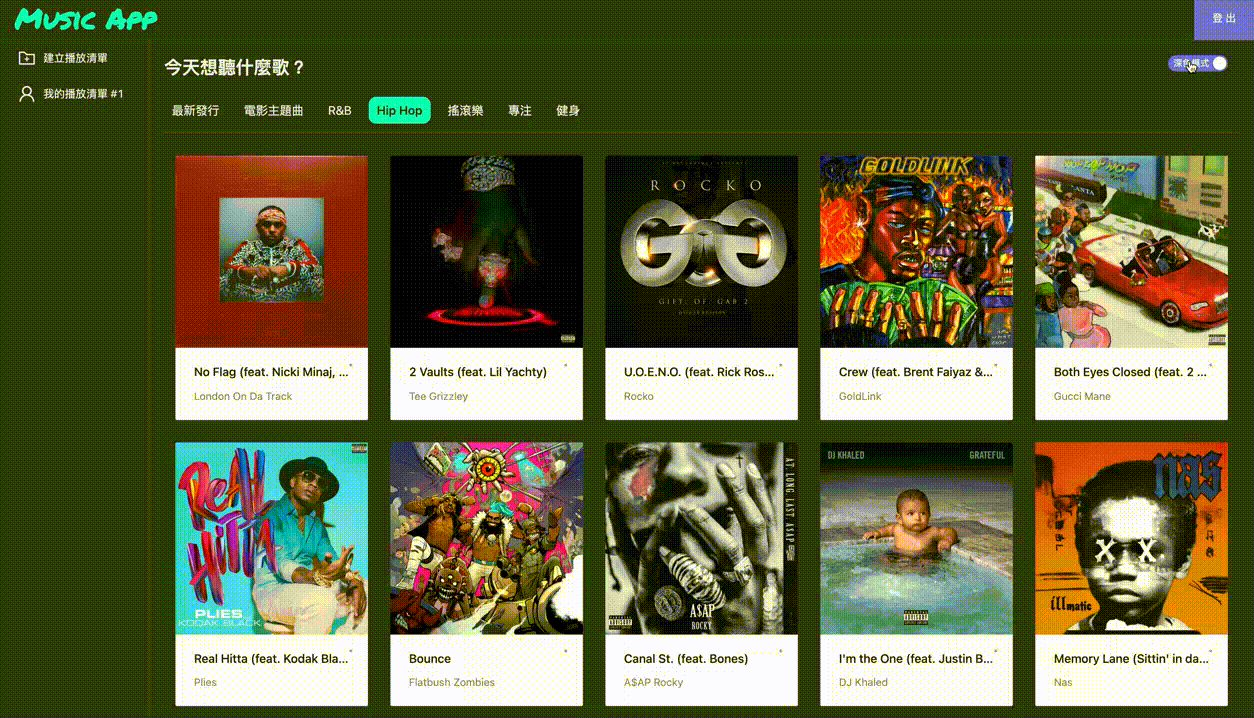 Music App
登出
建立播放清單
我的播放清單 #1
今天想聽什麼歌？
深色模式
最新發行
電影主題曲
R&B
Hip Hop
搖滾樂
專注
健身
ROCKO
GIFT. OF. GAB 2
GOLDLINK
No Flag (feat. Nicki Minaj, ...
London On Da Track
2 Vaults (feat. Lil Yachty)
Tee Grizzley
U.O.E.N.O. (feat. Rick Ros...
Rocko
Crew (feat. Brent Faiyaz &...
GoldLink
Both Eyes Closed (feat. 2 ...
Gucci Mane
REAL HITTA
PLIES
KODAK BLACK
AT. LONG. LAST. A$AP
A$AP
ROCKY
DJ KHALED
GRATEFUL
nas
illmatic
Real Hitta (feat. Kodak Bla...
Plies
Bounce
Flatbush Zombies
Canal St. (feat. Bones)
A$AP Rocky
I'm the One (feat. Justin B...
DJ Khaled
Memory Lane (Sittin' in da...
Nas